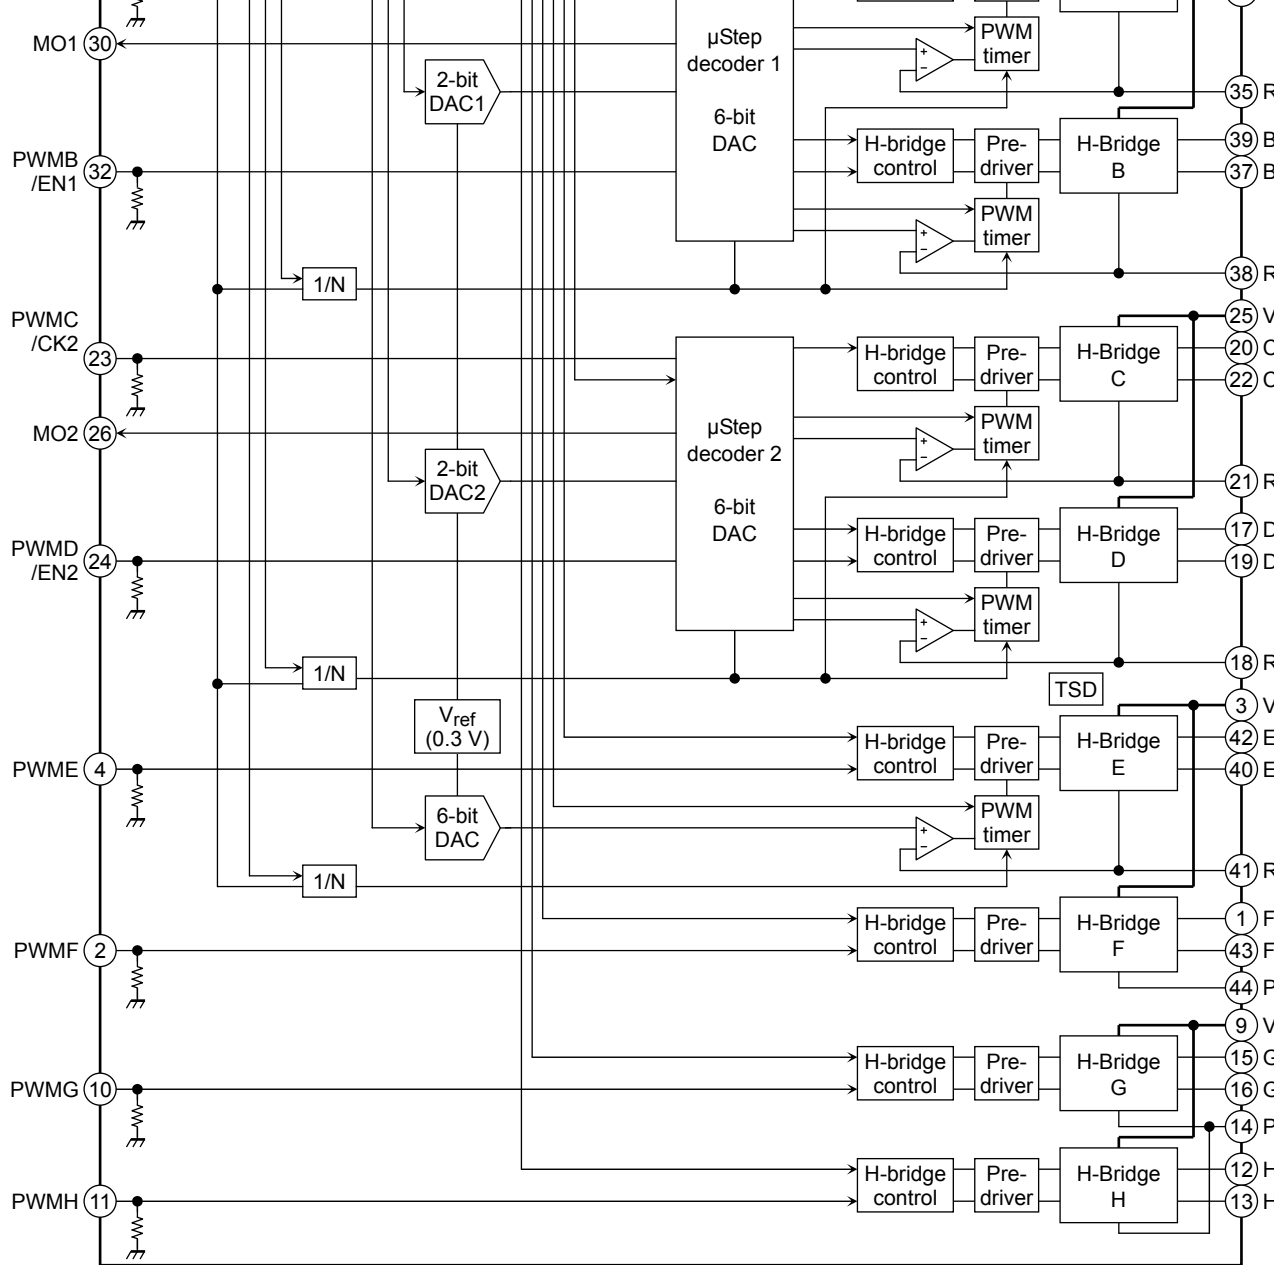 MO1 30
2-bit
DAC1
µStep
decoder 1
6-bit
DAC
+
−
PWM
timer
35 R
PWMB
/EN1
32
H-bridge
control
Pre-
driver
H-Bridge
B
39 B
37 B
+
−
PWM
timer
1/N
38 R
25 V
PWMC
/CK2
23
H-bridge
control
Pre-
driver
H-Bridge
C
20 C
22 C
MO2 26
2-bit
DAC2
µStep
decoder 2
6-bit
DAC
+
−
PWM
timer
21 R
PWMD
/EN2
24
H-bridge
control
Pre-
driver
H-Bridge
D
17 D
19 D
+
−
PWM
timer
1/N
18 R
TSD
3 V
Vref
(0.3 V)
PWME 4
H-bridge
control
Pre-
driver
H-Bridge
E
42 E
40 E
6-bit
DAC
+
−
PWM
timer
1/N
41 R
PWMF 2
H-bridge
control
Pre-
driver
H-Bridge
F
1 F
43 F
44 P
9 V
PWMG 10
H-bridge
control
Pre-
driver
H-Bridge
G
15 G
16 G
14 P
PWMH 11
H-bridge
control
Pre-
driver
H-Bridge
H
12 H
13 H